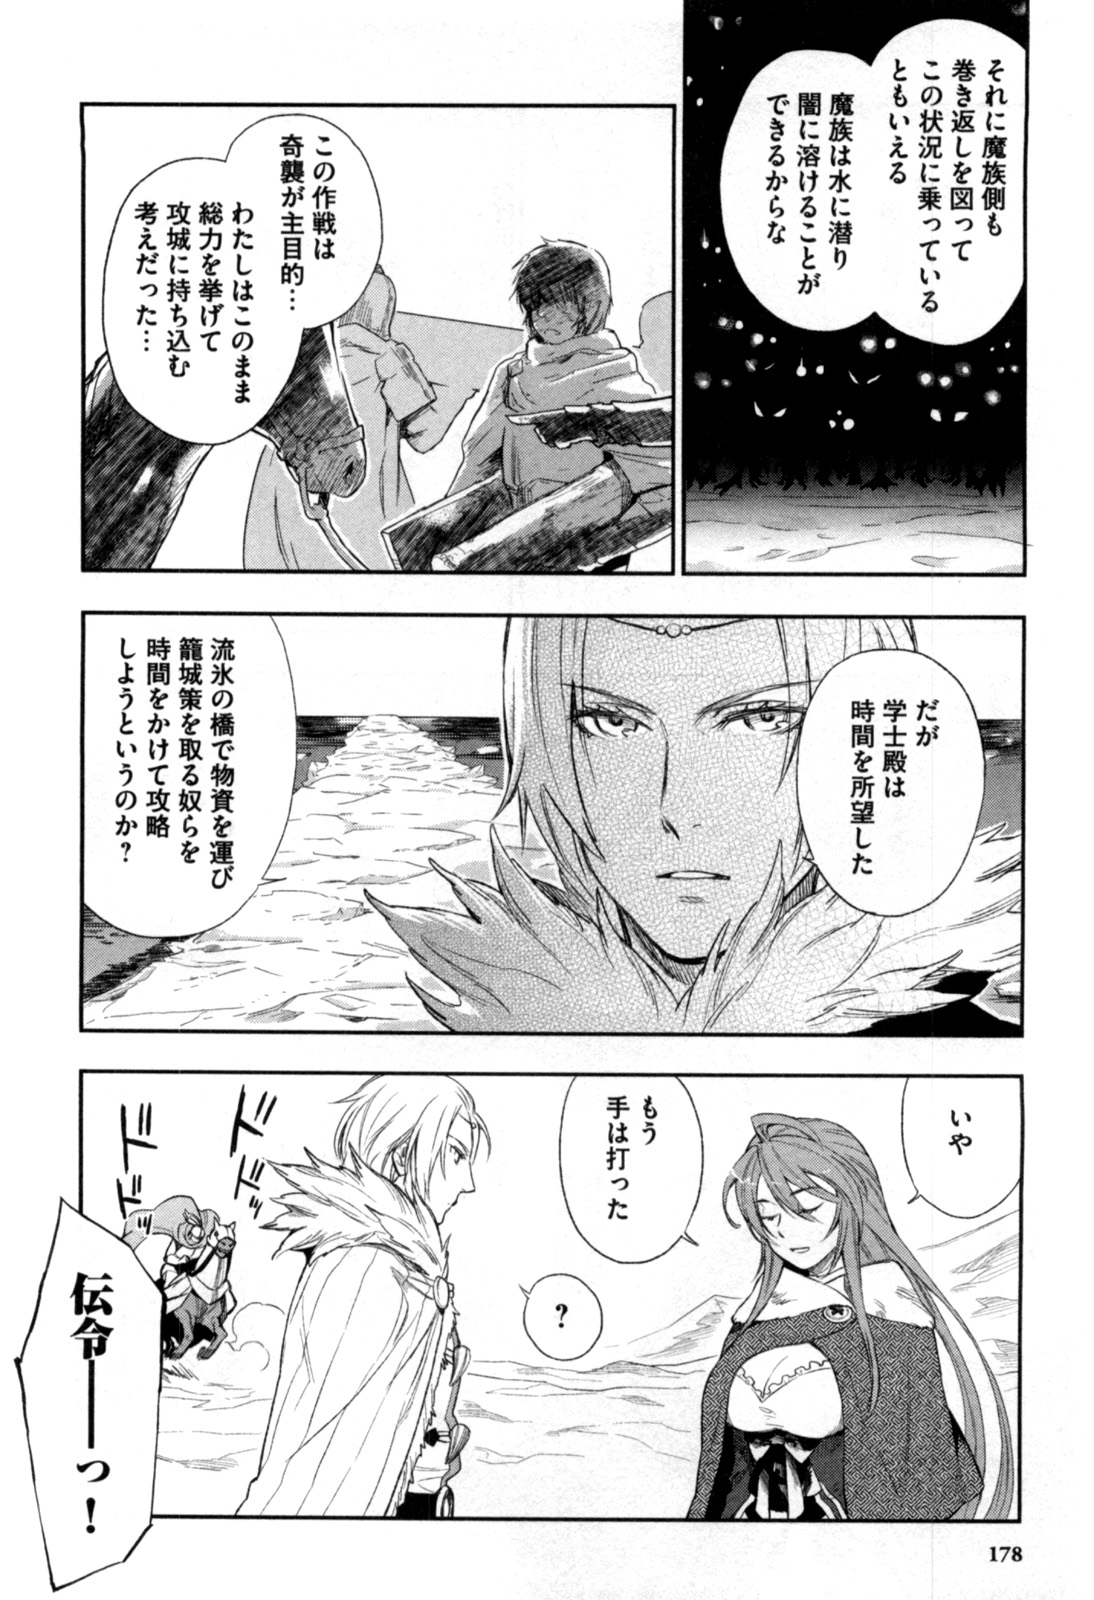 それに魔族側も
巻き返しを図って
この状況に乗っている
ともいえる
魔族は水に潜り
闇に溶けることが
できるからな
この作戦は
奇襲が主目的…
わたしはこのまま
総力を挙げて
攻城に持ち込む
考えだった…
だが
学士殿は
時間を所望した
流氷の橋で物資を運び
籠城策を取る奴らを
時間をかけて攻略
しようというのか？
いや
もう
手は打った
？
ドドッ
ドドッ
伝令――っ！
178